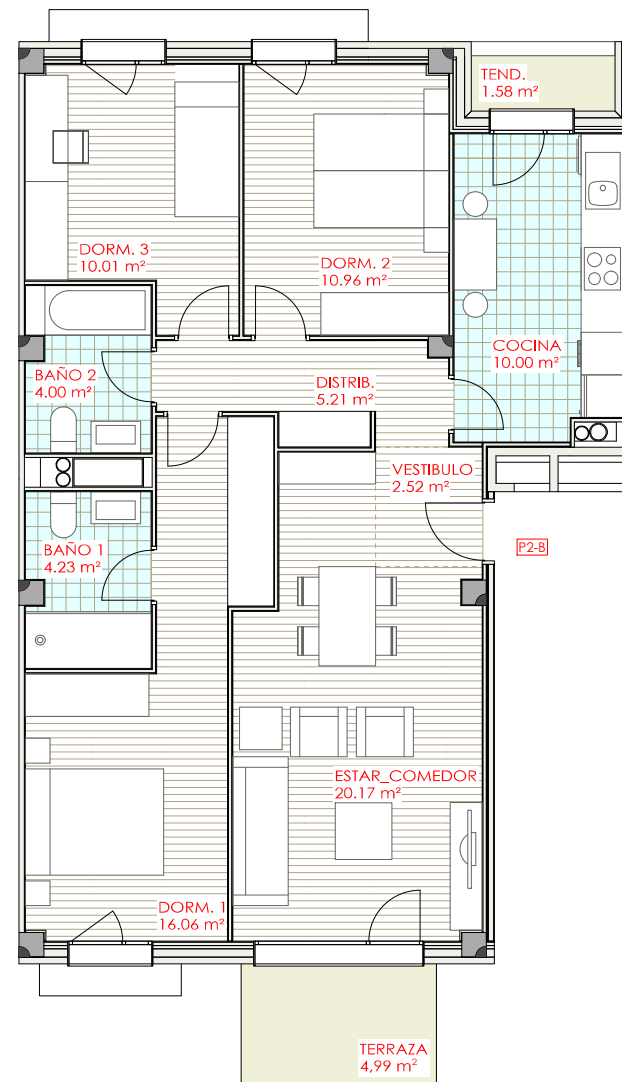 TEND.
1.58 m²
DORM. 3
10.01 m²
DORM. 2
10.96 m²
COCINA
10.00 m²
BAÑO 2
4.00 m²
DISTRIB.
5.21 m²
VESTIBULO
2.52 m²
BAÑO 1
4.23 m²
P2-B
ESTAR_COMEDOR
20.17 m²
DORM. 1
16.06 m²
TERRAZA
4,99 m²